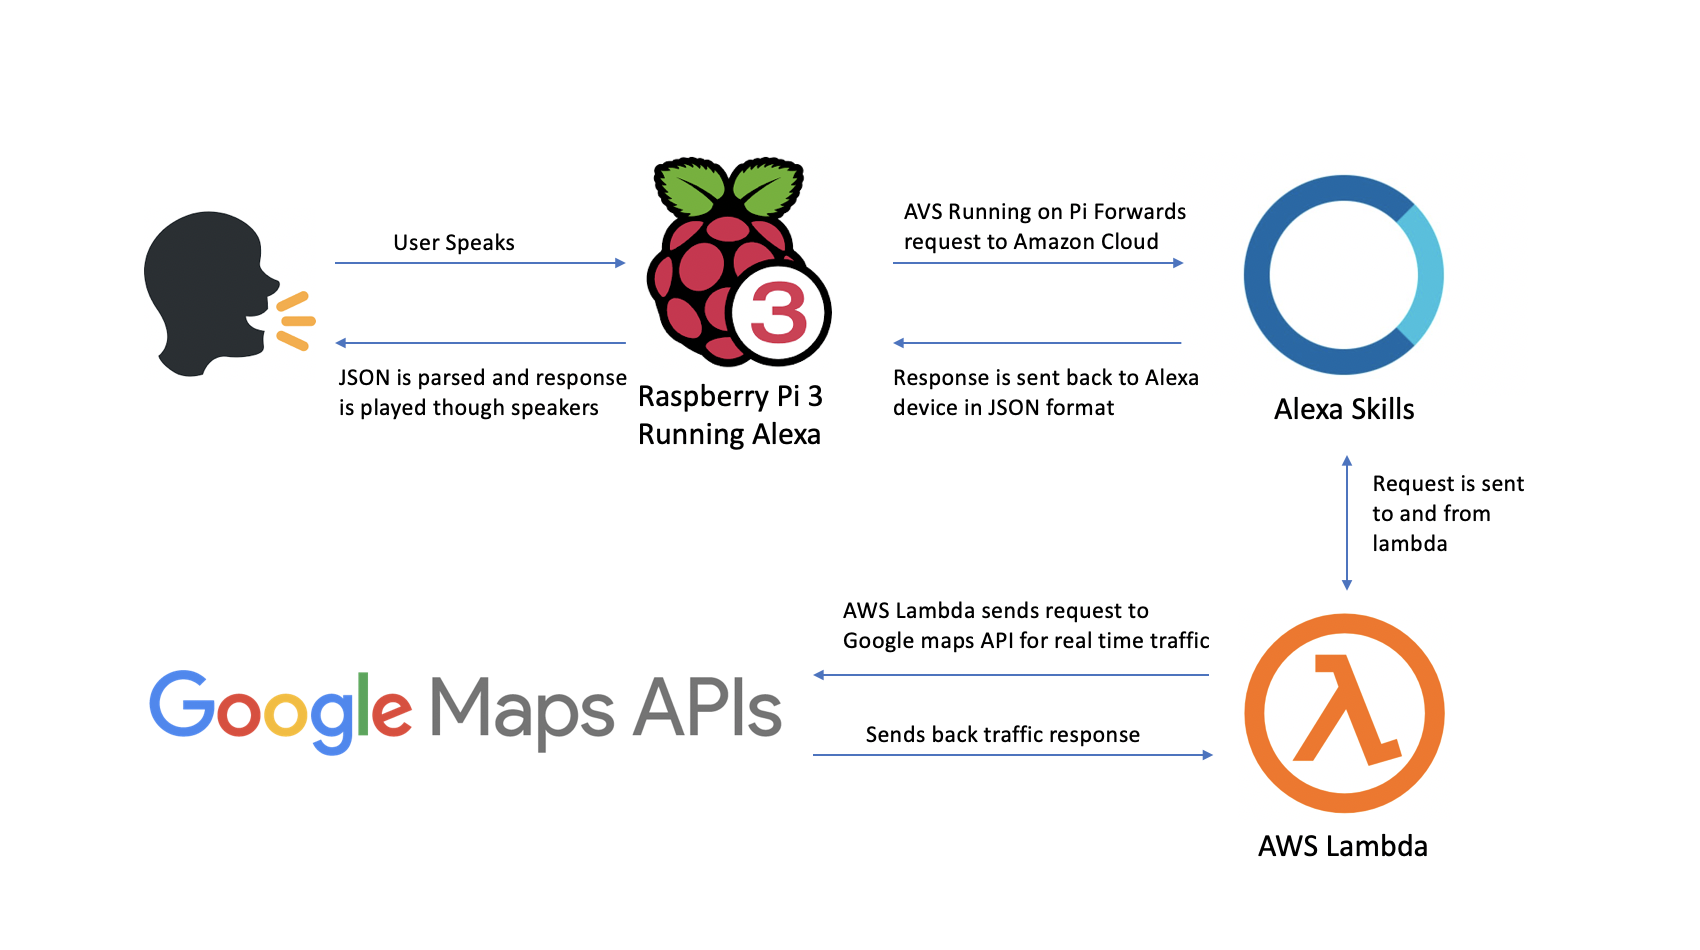 User Speaks
AVS Running on Pi Forwards
request to Amazon Cloud
3
JSON is parsed and response
is played though speakers
Raspberry Pi 3
Running Alexa
Response is sent back to Alexa
device in JSON format
Alexa Skills
Request is sent
to and from
lambda
AWS Lambda sends request to
Google maps API for real time traffic
Google Maps APIs
Sends back traffic response
λ
AWS Lambda